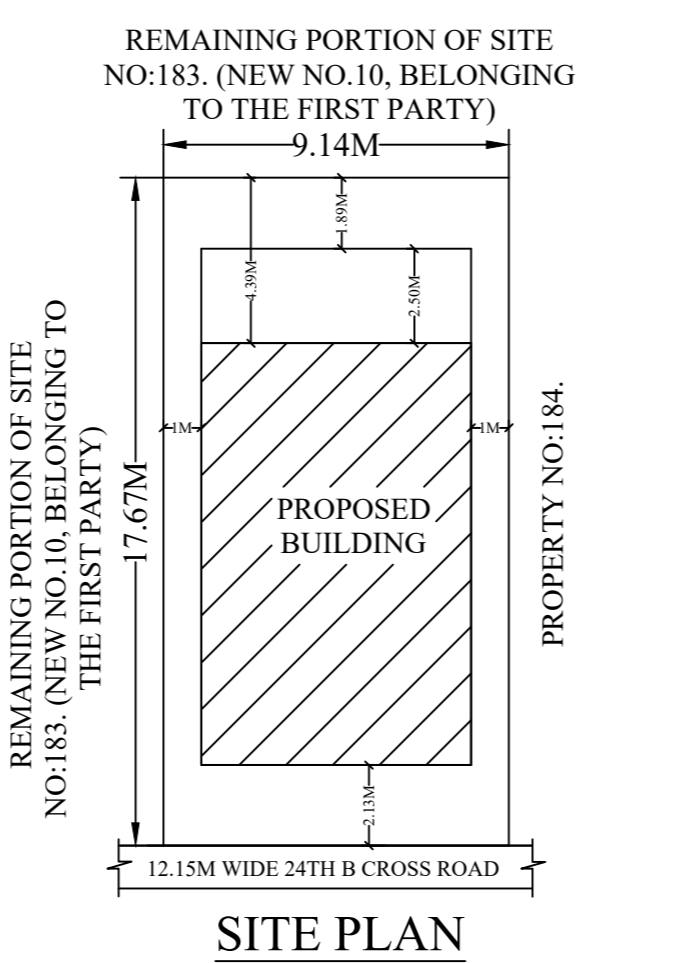 REMAINING PORTION OF SITE
NO:183. (NEW NO.10, BELONGING
TO THE FIRST PARTY)
9.14M
1.89M
4.39M
2.50M
REMAINING PORTION OF SITE
NO:183. (NEW NO.10, BELONGING TO
THE FIRST PARTY)
17.67M
1M
1M
PROPERTY NO:184.
PROPOSED
BUILDING
2.13M
12.15M WIDE 24TH B CROSS ROAD
SITE PLAN